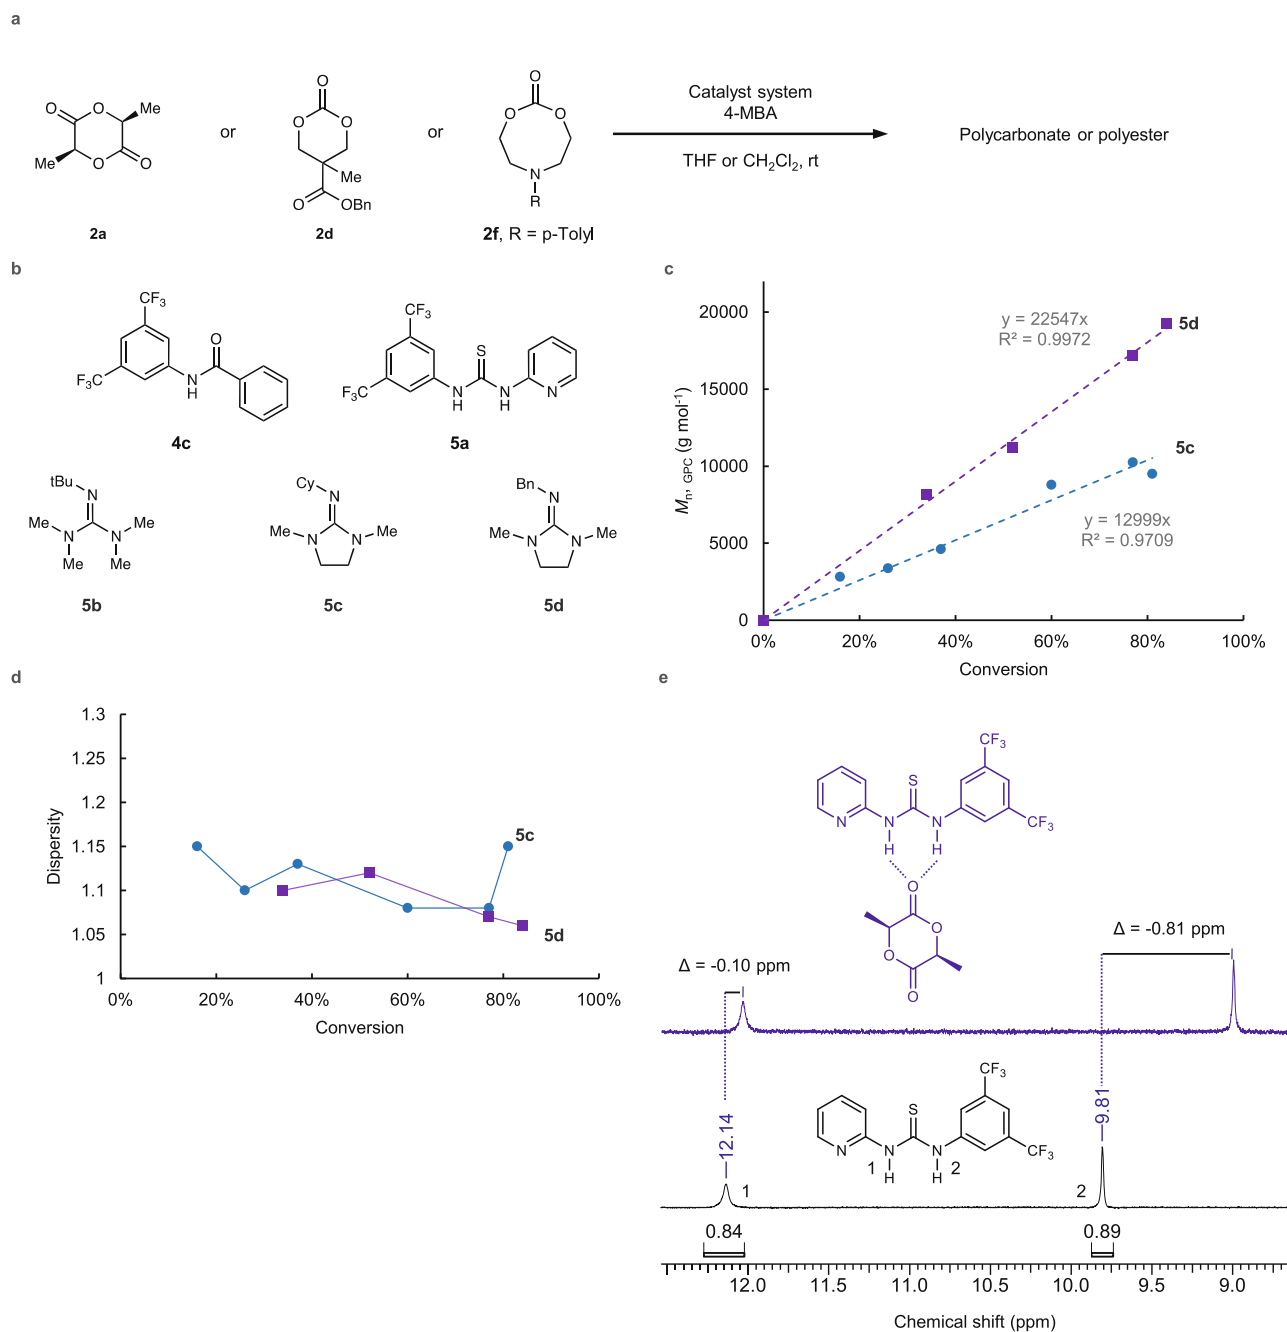 a
O
O
Me
Me
O
O
2a
or
O
O
O
Me
O
OBn
2d
or
O
O
O
N
R
2f, R = p-Tolyl
Catalyst system
4-MBA
THF or CH2Cl2, rt
Polycarbonate or polyester
b
CF3
F3C
O
N
H
4c
CF3
F3C
S
N
H
N
H
N
5a
tBu
N
Me
N
Me
N
Me
Me
5b
Cy
N
Me
N
N
Me
5c
Bn
N
Me
N
N
Me
5d
c
Mn, GPC (g mol-1)
20000
15000
10000
5000
0
y = 22547x
R² = 0.9972
5d
5c
y = 12999x
R² = 0.9709
0%
20%
40%
60%
80%
100%
Conversion
d
Dispersity
1.3
1.25
1.2
1.15
1.1
1.05
1
5c
5d
0%
20%
40%
60%
80%
100%
Conversion
e
CF3
S
N
N
N
H
H
CF3
O
O
O
O
Δ = -0.10 ppm
Δ = -0.81 ppm
CF3
S
N
N
N
1
H
H
2
CF3
12.14
9.81
1
2
0.84
0.89
12.0
11.5
11.0
10.5
10.0
9.5
9.0
Chemical shift (ppm)